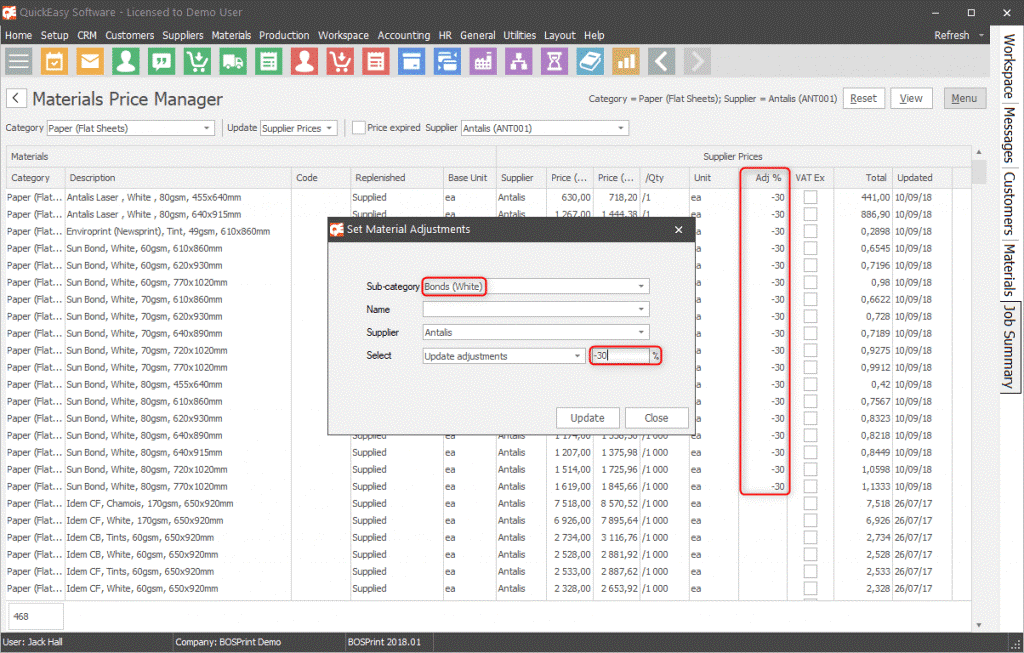 QuickEasy Software - Licensed to Demo User
Home Setup CRM Customers Suppliers Materials Production Workspace Accounting HR General Utilities Layout Help Refresh
Materials Price Manager
Category = Paper (Flat Sheets); Supplier = Antalis (ANT001) Reset View Menu
Category Paper (Flat Sheets) Update Supplier Prices Price expired Supplier Antalis (ANT001)
Materials Supplier Prices
Category Description Code Replenished Base Unit Supplier Price (... Price (... /Qty Unit Adj % VAT Ex Total Updated
Paper (Flat... Antalis Laser , White , 80gsm, 455x640mm Supplied ea Antalis 630,00 718,20 /1 ea -30 441,00 10/09/18
Paper (Flat... Antalis Laser , White , 80gsm, 640x915mm Supplied ea Antalis 1 267,00 1 444,38 /1 ea -30 886,90 10/09/18
Paper (Flat... Enviroprint (Newsprint), Tint, 49gsm, 610x860mm -30 0,2898 10/09/18
Paper (Flat... Sun Bond, White, 60gsm, 610x860mm -30 0,6545 10/09/18
Paper (Flat... Sun Bond, White, 60gsm, 620x930mm -30 0,7196 10/09/18
Paper (Flat... Sun Bond, White, 60gsm, 770x1020mm -30 0,98 10/09/18
Paper (Flat... Sun Bond, White, 70gsm, 610x860mm -30 0,6622 10/09/18
Paper (Flat... Sun Bond, White, 70gsm, 620x930mm -30 0,728 10/09/18
Paper (Flat... Sun Bond, White, 70gsm, 640x890mm -30 0,7189 10/09/18
Paper (Flat... Sun Bond, White, 70gsm, 720x1020mm -30 0,9275 10/09/18
Paper (Flat... Sun Bond, White, 70gsm, 770x1020mm -30 0,9912 10/09/18
Paper (Flat... Sun Bond, White, 80gsm, 455x640mm -30 0,42 10/09/18
Paper (Flat... Sun Bond, White, 80gsm, 610x860mm -30 0,7567 10/09/18
Paper (Flat... Sun Bond, White, 80gsm, 620x930mm -30 0,8323 10/09/18
Paper (Flat... Sun Bond, White, 80gsm, 640x890mm Supplied ea Antalis 1 174,00 1 338,36 /1 000 ea -30 0,8218 10/09/18
Paper (Flat... Sun Bond, White, 80gsm, 640x915mm Supplied ea Antalis 1 207,00 1 375,98 /1 000 ea -30 0,8449 10/09/18
Paper (Flat... Sun Bond, White, 80gsm, 720x1020mm Supplied ea Antalis 1 514,00 1 725,96 /1 000 ea -30 1,0598 10/09/18
Paper (Flat... Sun Bond, White, 80gsm, 770x1020mm Supplied ea Antalis 1 619,00 1 845,66 /1 000 ea -30 1,1333 10/09/18
Paper (Flat... Idem CF, Chamois, 170gsm, 650x920mm Supplied ea Antalis 7 518,00 8 570,52 /1 000 ea 7,518 26/07/17
Paper (Flat... Idem CF, White, 170gsm, 650x920mm Supplied ea Antalis 6 926,00 7 895,64 /1 000 ea 6,926 26/07/17
Paper (Flat... Idem CB, Tints, 60gsm, 650x920mm Supplied ea Antalis 2 734,00 3 116,76 /1 000 ea 2,734 26/07/17
Paper (Flat... Idem CB, White, 60gsm, 650x920mm Supplied ea Antalis 2 528,00 2 881,92 /1 000 ea 2,528 26/07/17
Paper (Flat... Idem CF, Tints, 60gsm, 650x920mm Supplied ea Antalis 2 533,00 2 887,62 /1 000 ea 2,533 26/07/17
Paper (Flat... Idem CF, White, 60gsm, 650x920mm Supplied ea Antalis 2 328,00 2 653,92 /1 000 ea 2,328 26/07/17
Set Material Adjustments
Sub-category Bonds (White)
Name
Supplier Antalis
Select Update adjustments -30 %
Update Close
468
User: Jack Hall Company: BOSPrint Demo BOSPrint 2018.01
Workspace
Messages
Customers
Materials
Job Summary